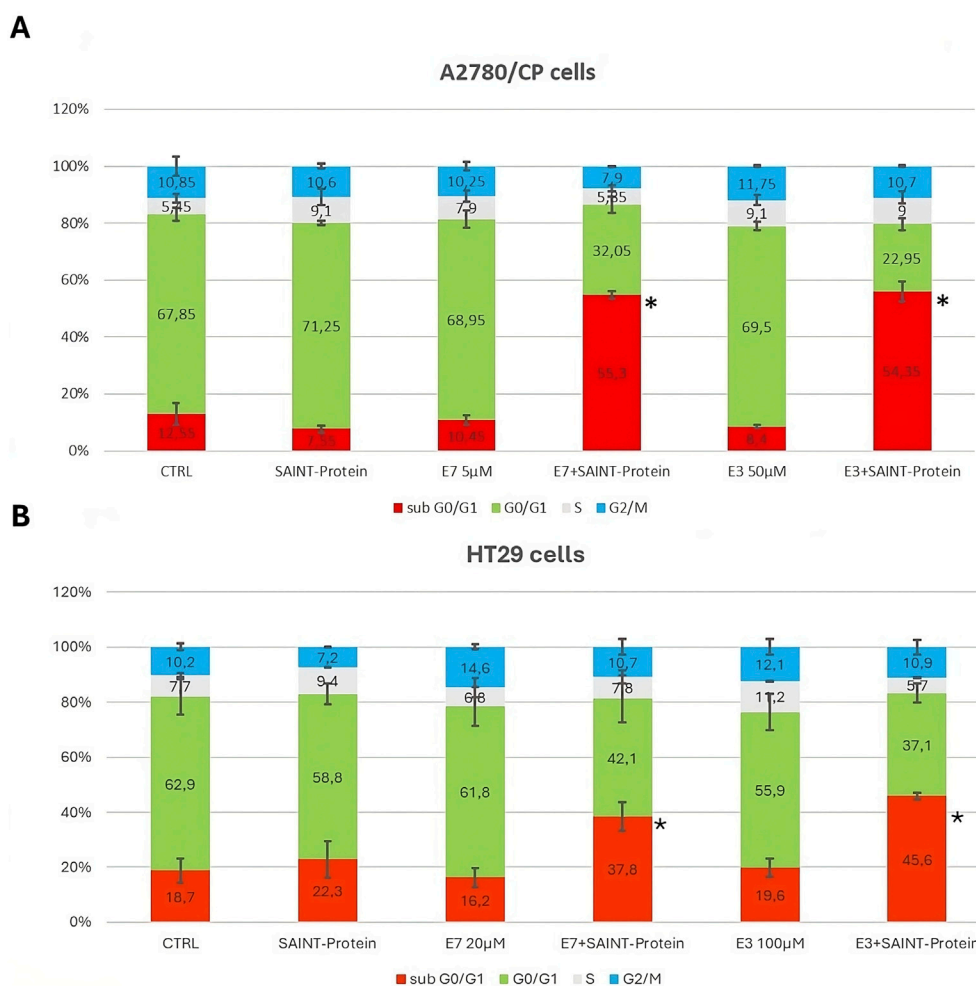 A
A2780/CP cells
120%
100%
80%
60%
40%
20%
0%
10,85 10,6 10,25 7,9 11,75 10,7
5,45 9,1 7,9 5,85 9,1 9
67,85 71,25 68,95 32,05 69,5 22,95
12,55 7,55 10,45 55,3 8,4 54,35
* *
CTRL SAINT-Protein E7 5µM E7+SAINT-Protein E3 50µM E3+SAINT-Protein
sub G0/G1 G0/G1 S G2/M
B
HT29 cells
120%
100%
80%
60%
40%
20%
0%
10,2 7,2 14,6 10,7 12,1 10,9
7,7 9,4 6,8 7,8 11,2 5,7
62,9 58,8 61,8 42,1 55,9 37,1
18,7 22,3 16,2 37,8 19,6 45,6
* *
CTRL SAINT-Protein E7 20µM E7+SAINT-Protein E3 100µM E3+SAINT-Protein
sub G0/G1 G0/G1 S G2/M